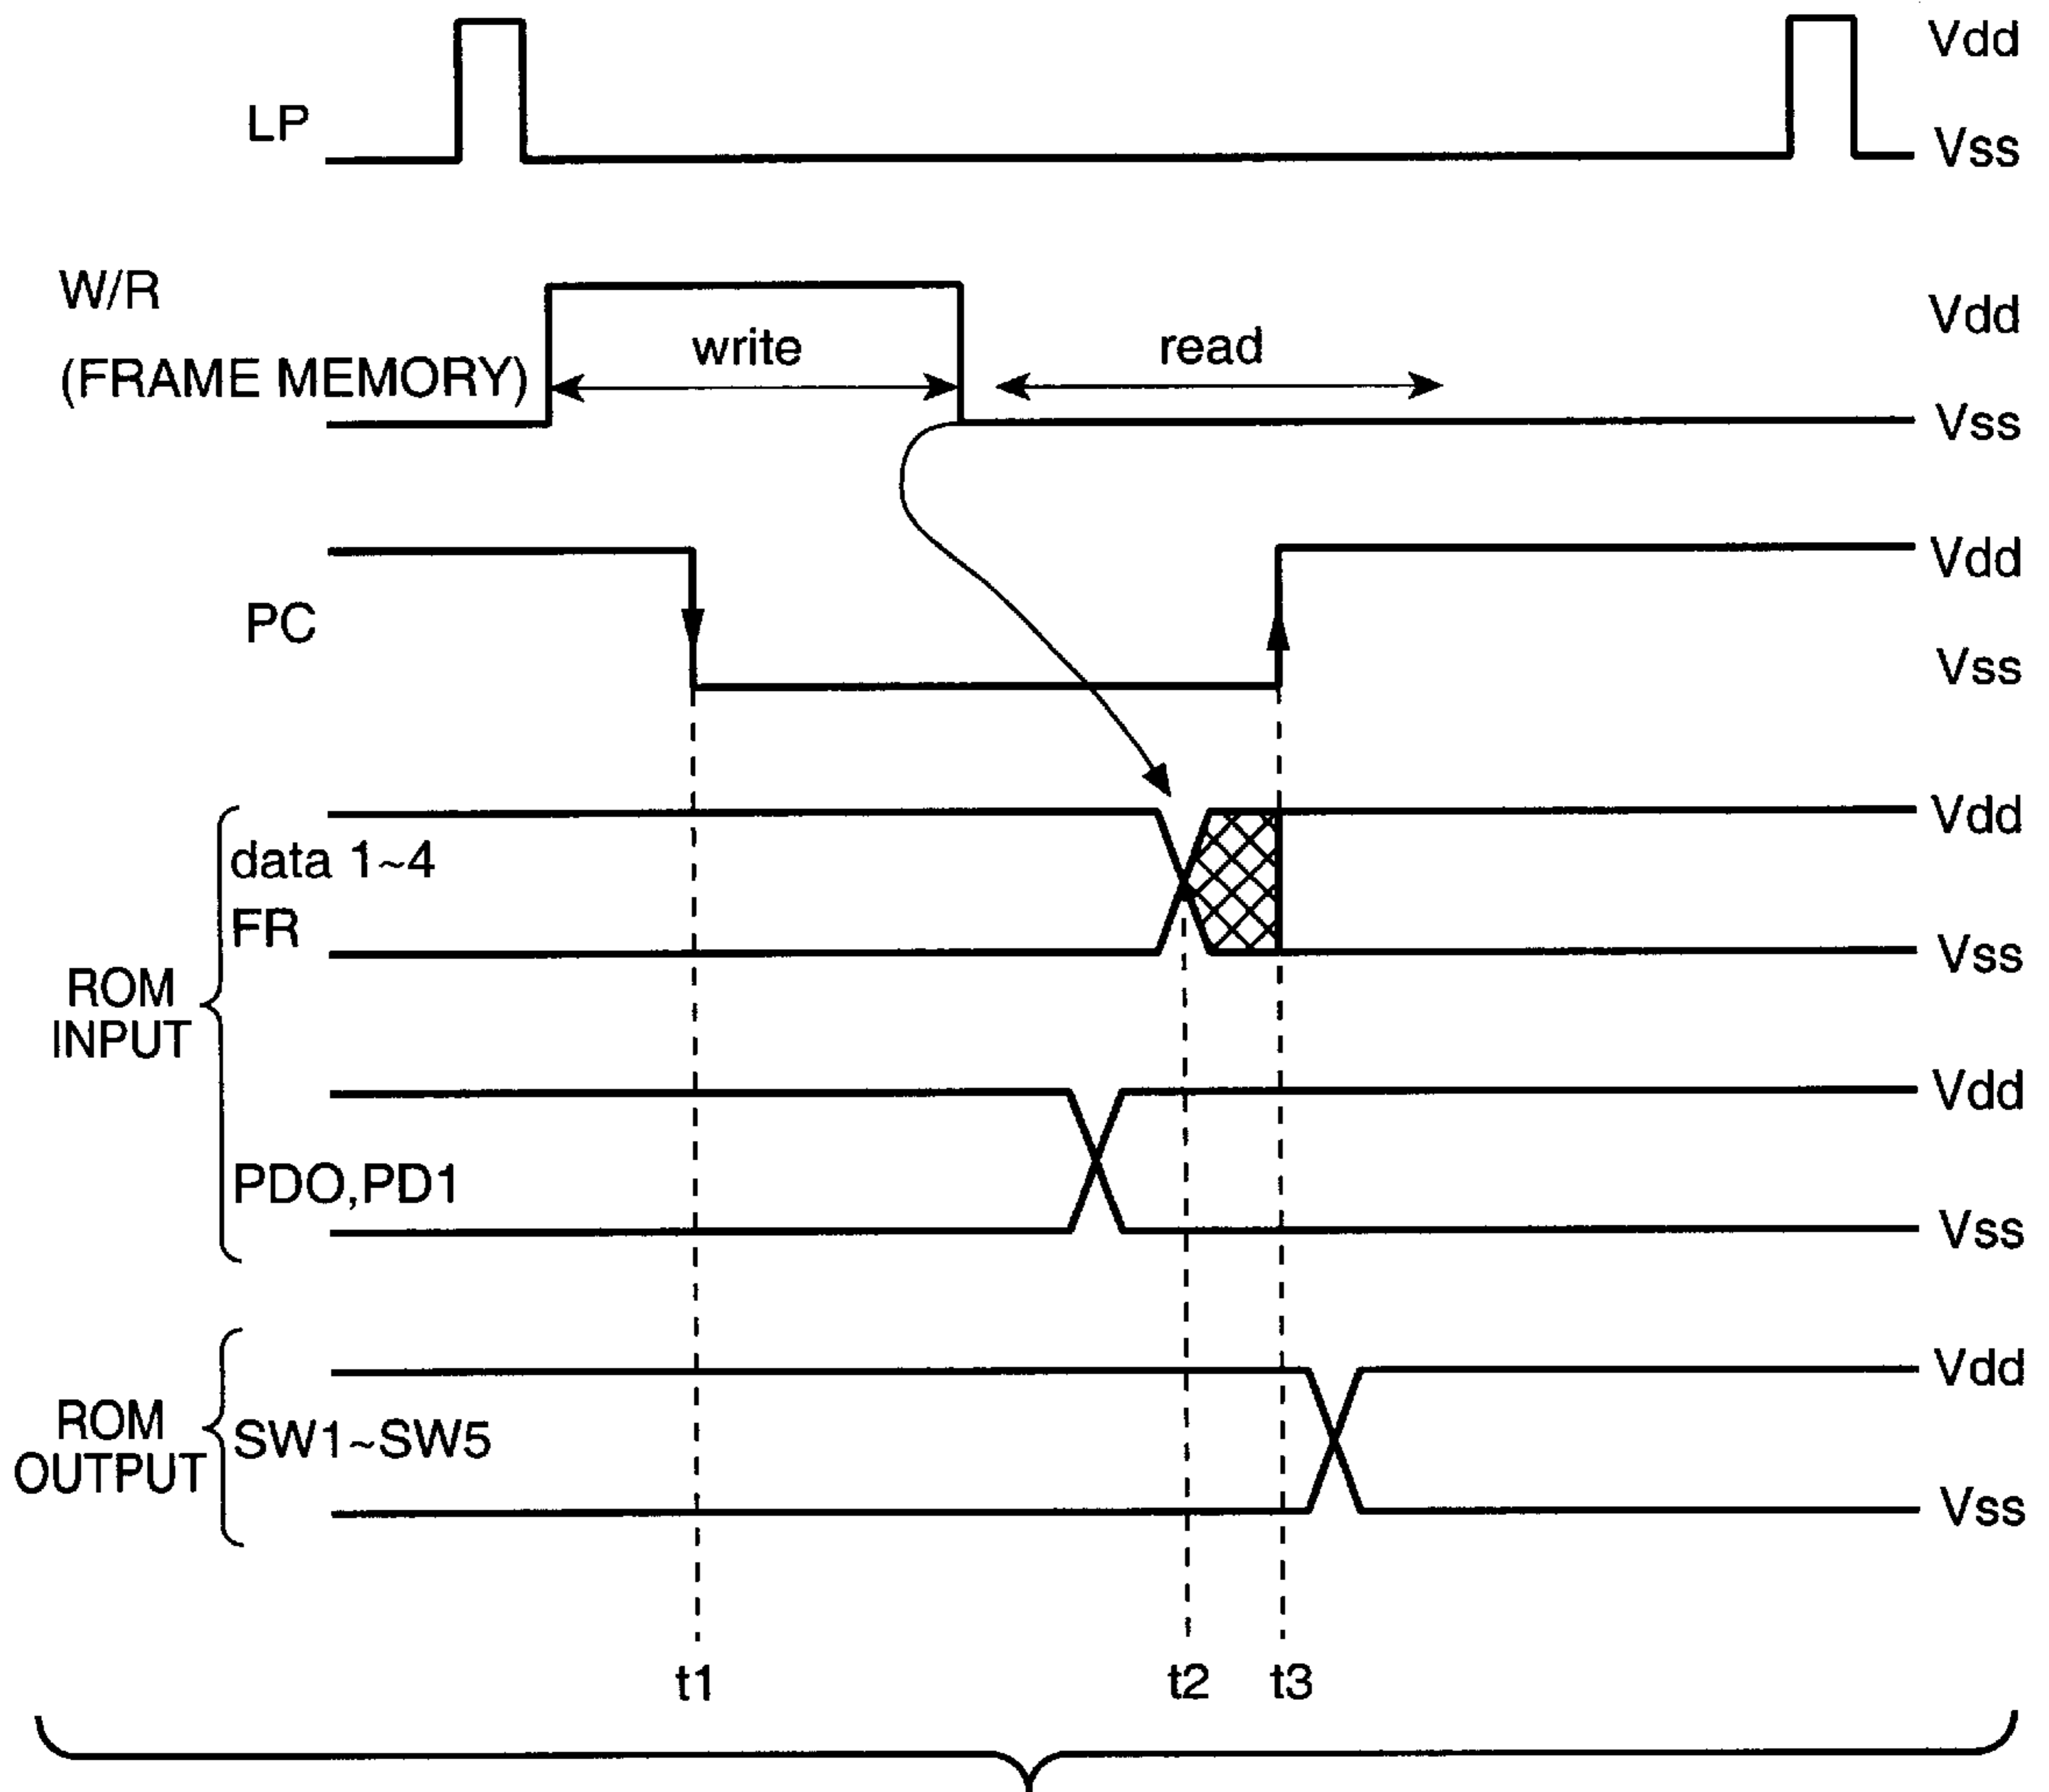 Vdd
LP
Vss
W/R
Vdd
write
read
(FRAME MEMORY)
Vss
Vdd
PC
Vss
Vdd
data 1~4
FR
Vss
ROM
INPUT
Vdd
PDO,PD1
Vss
Vdd
ROM
OUTPUT
SW1~SW5
Vss
t1
t2
t3